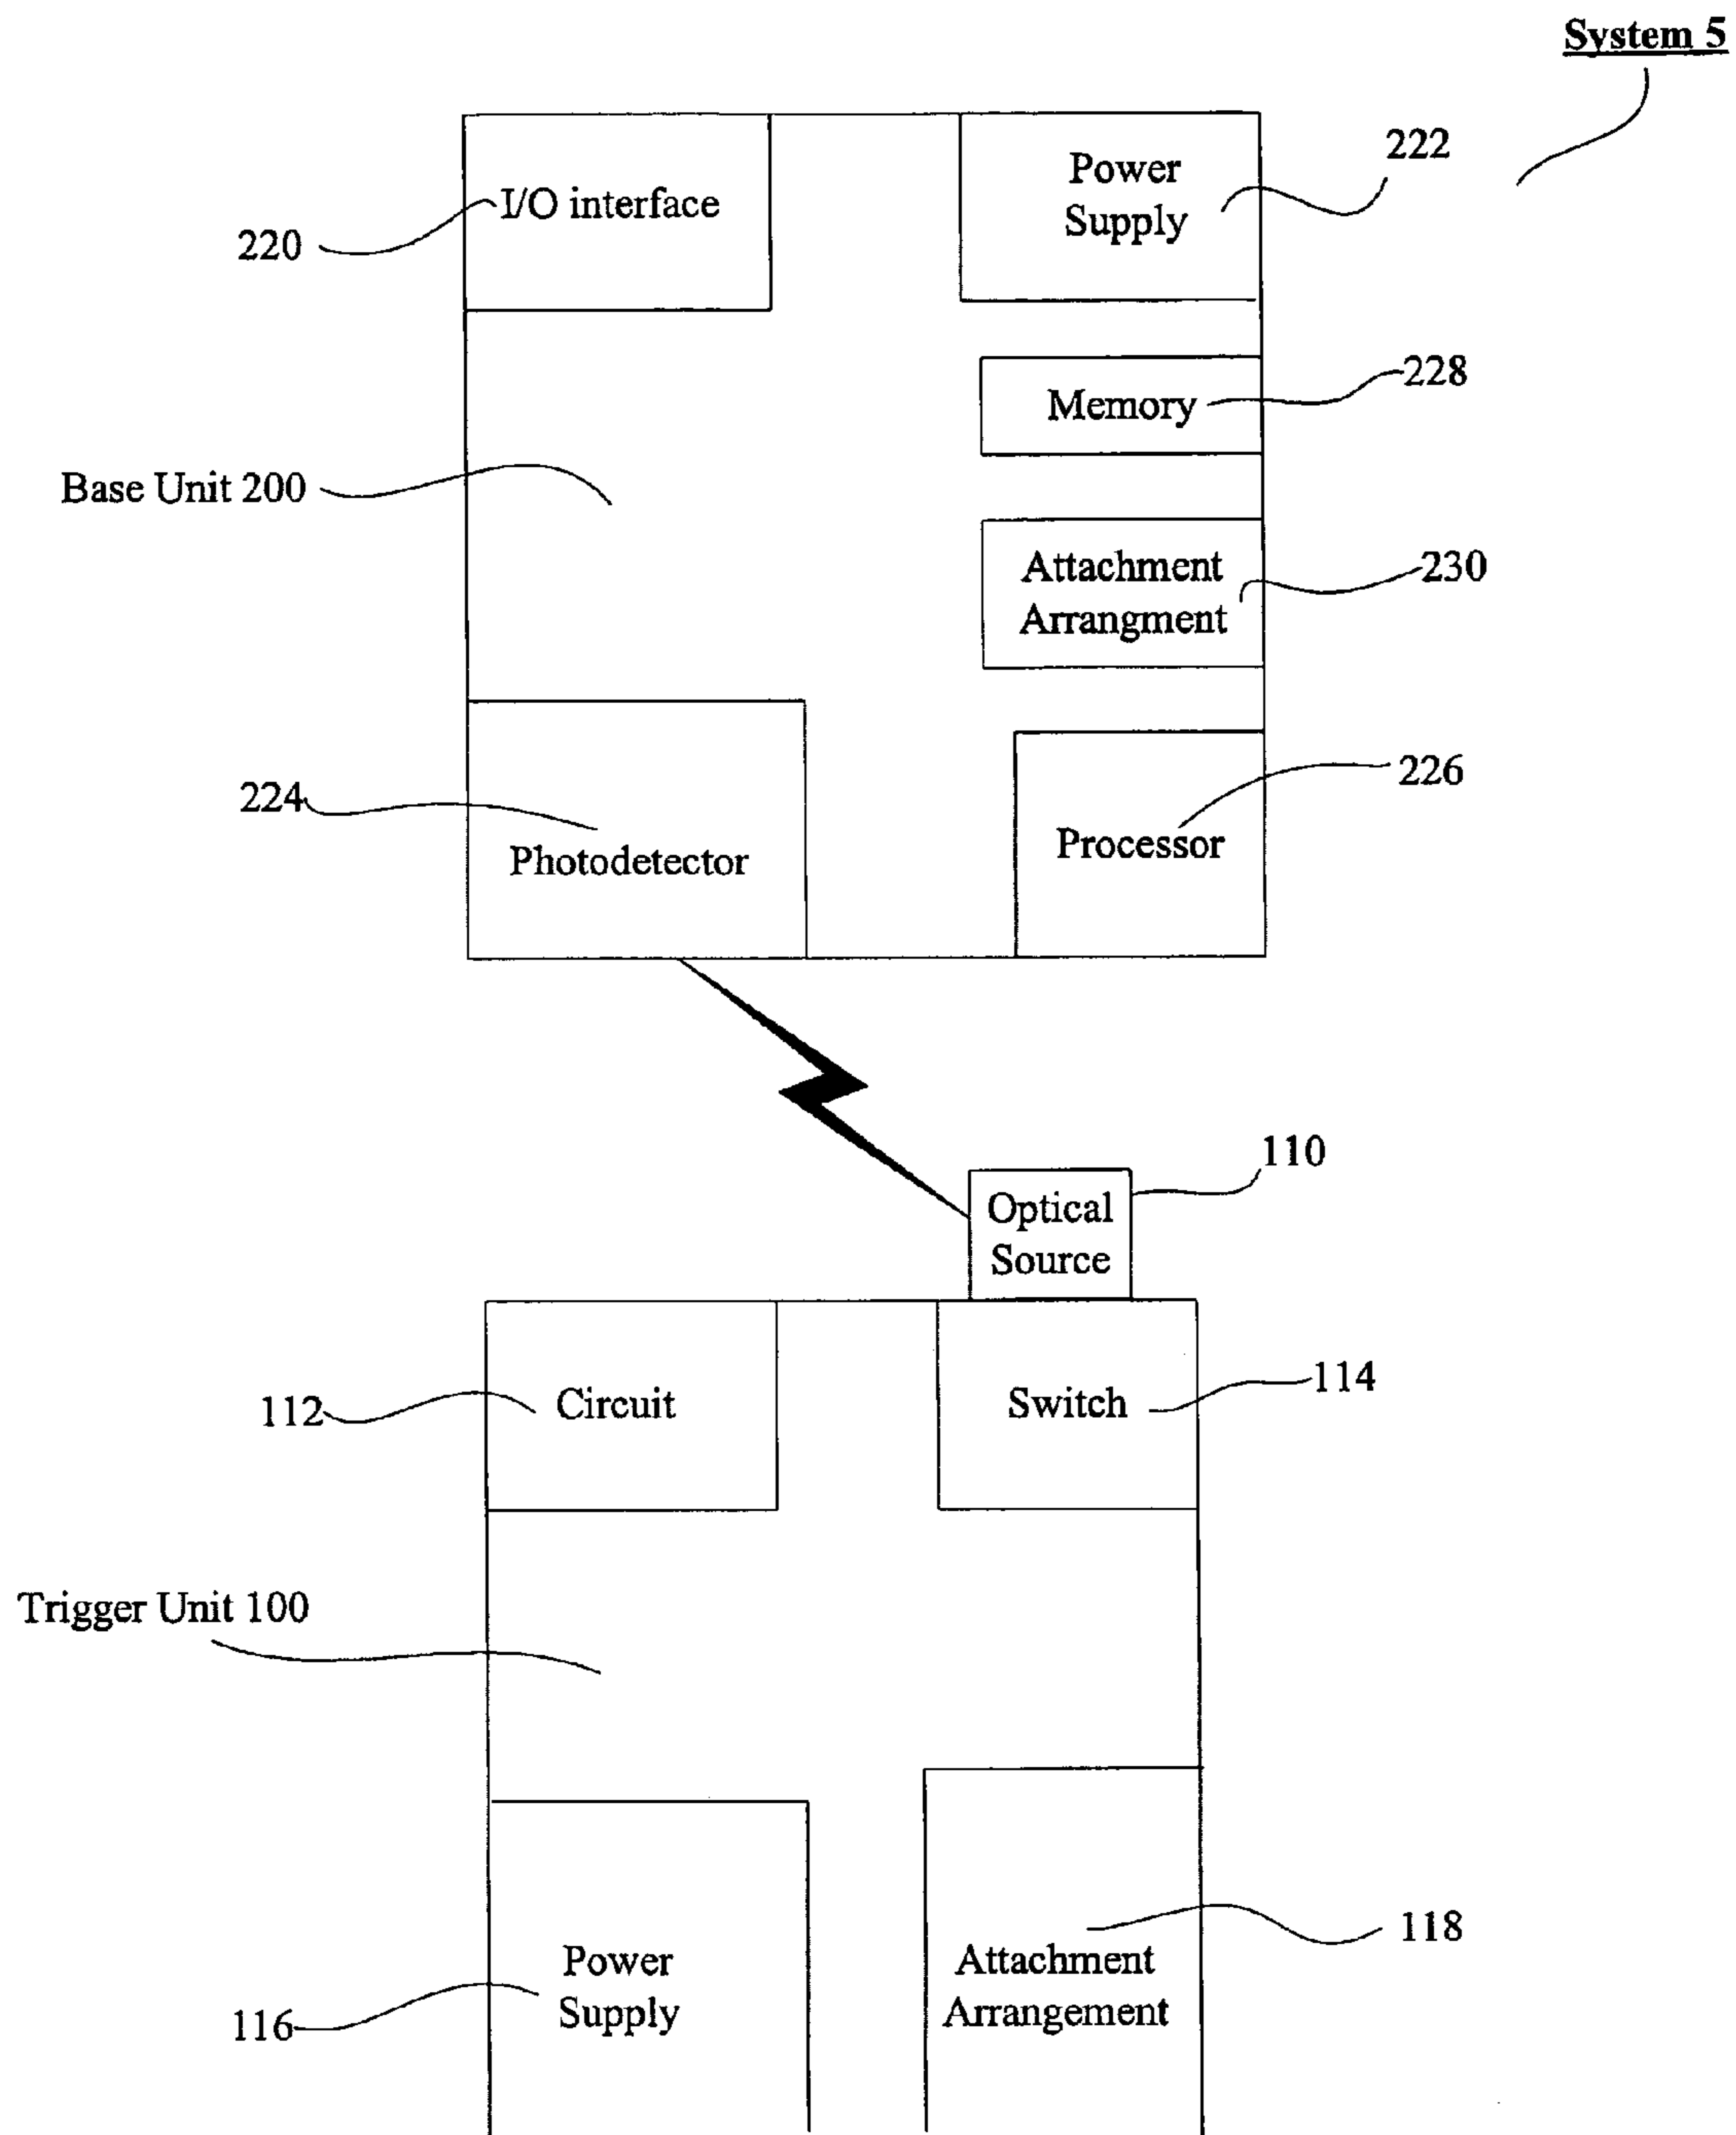 System 5
I/O interface
220
Power
Supply
222
Memory
228
Base Unit 200
Attachment
Arrangment
230
224
Photodetector
Processor
226
110
Optical
Source
112
Circuit
Switch
114
Trigger Unit 100
Power
Supply
116
Attachment
Arrangement
118